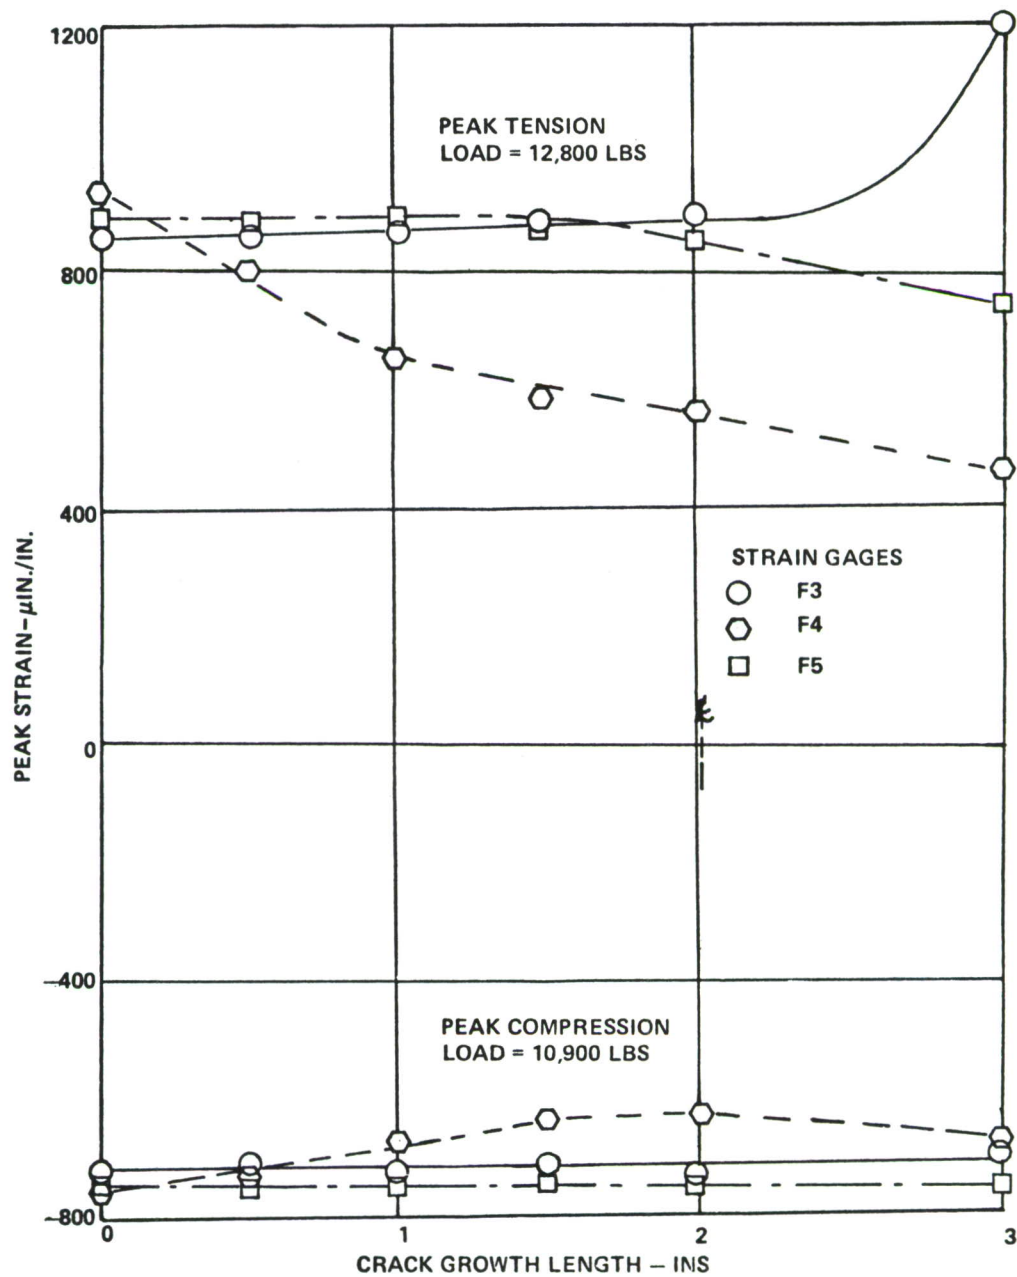 1200
PEAK TENSION
LOAD = 12,800 LBS
800
400
STRAIN GAGES
F3
F4
F5
PEAK STRAIN–µIN./IN.
0
–400
PEAK COMPRESSION
LOAD = 10,900 LBS
–800
0 1 2 3
CRACK GROWTH LENGTH – INS